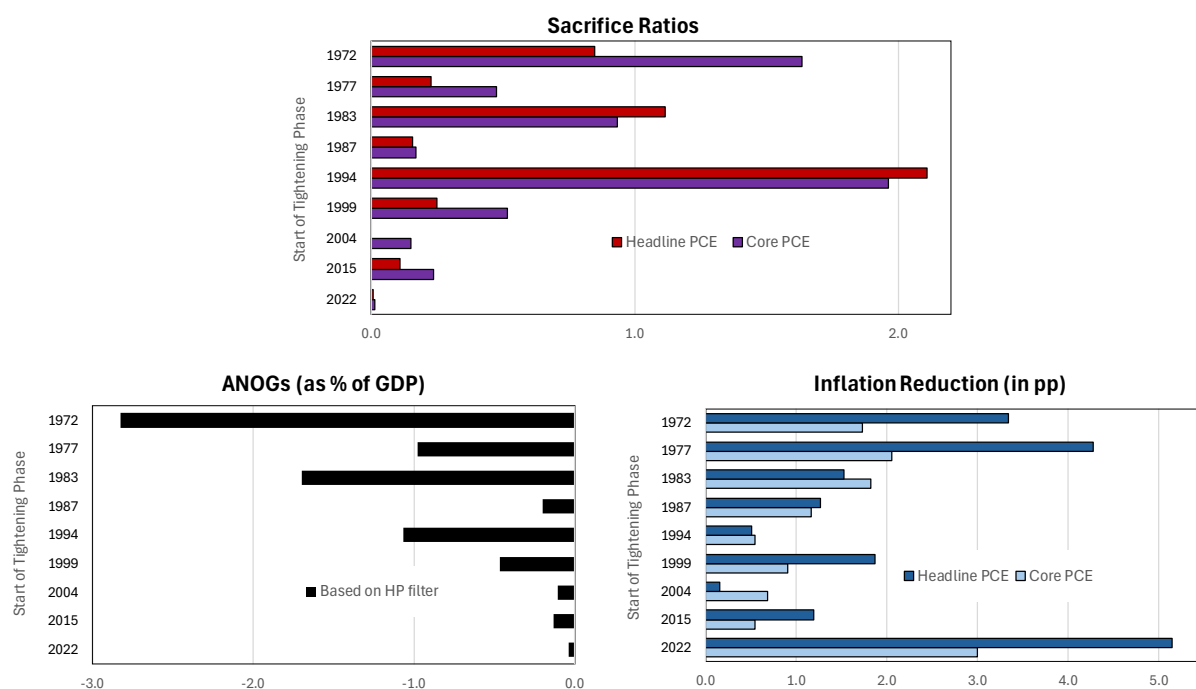 Sacrifice Ratios
Start of Tightening Phase
1972
1977
1983
1987
1994
1999
2004
2015
2022
Headline PCE Core PCE
0.0 1.0 2.0
ANOGs (as % of GDP)
Start of Tightening Phase
1972
1977
1983
1987
1994
1999
2004
2015
2022
Based on HP filter
-3.0 -2.0 -1.0 0.0
Inflation Reduction (in pp)
Start of Tightening Phase
1972
1977
1983
1987
1994
1999
2004
2015
2022
Headline PCE Core PCE
0.0 1.0 2.0 3.0 4.0 5.0